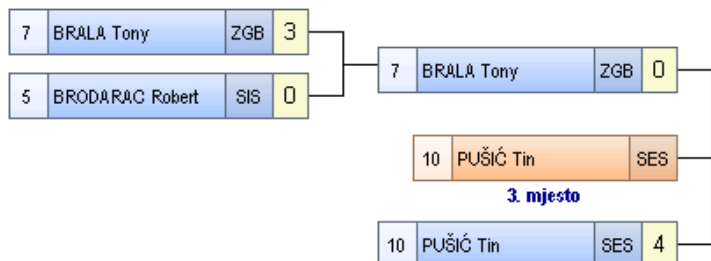 7 BRALA Tony ZGB 3
5 BRODARAC Robert SIS 0
7 BRALA Tony ZGB 0
10 PUŠIĆ Tin SES
3. mjesto
10 PUŠIĆ Tin SES 4